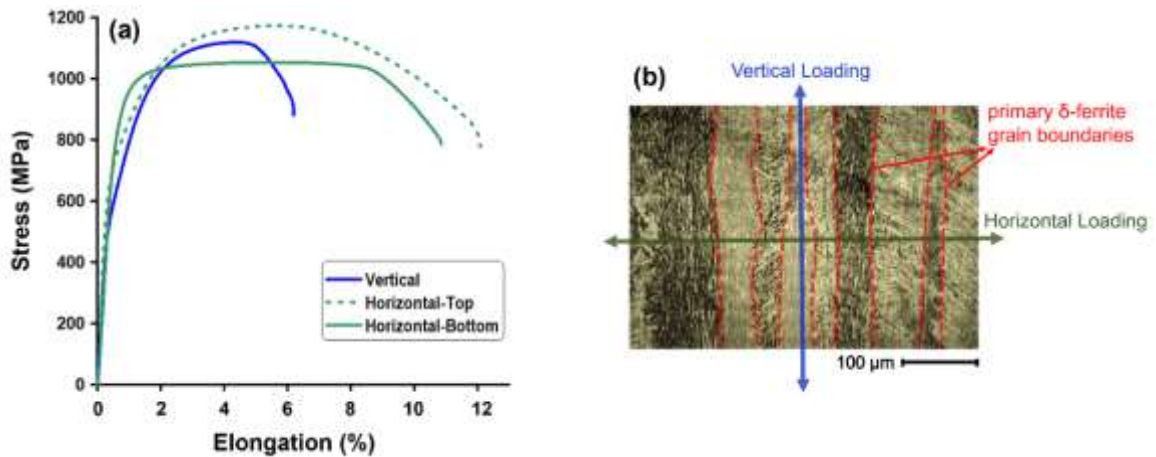 (a)
1200
1000
800
600
400
200
0
Stress (MPa)
0 2 4 6 8 10 12
Elongation (%)
Vertical
Horizontal-Top
Horizontal-Bottom
(b)
Vertical Loading
primary δ-ferrite
grain boundaries
Horizontal Loading
100 µm